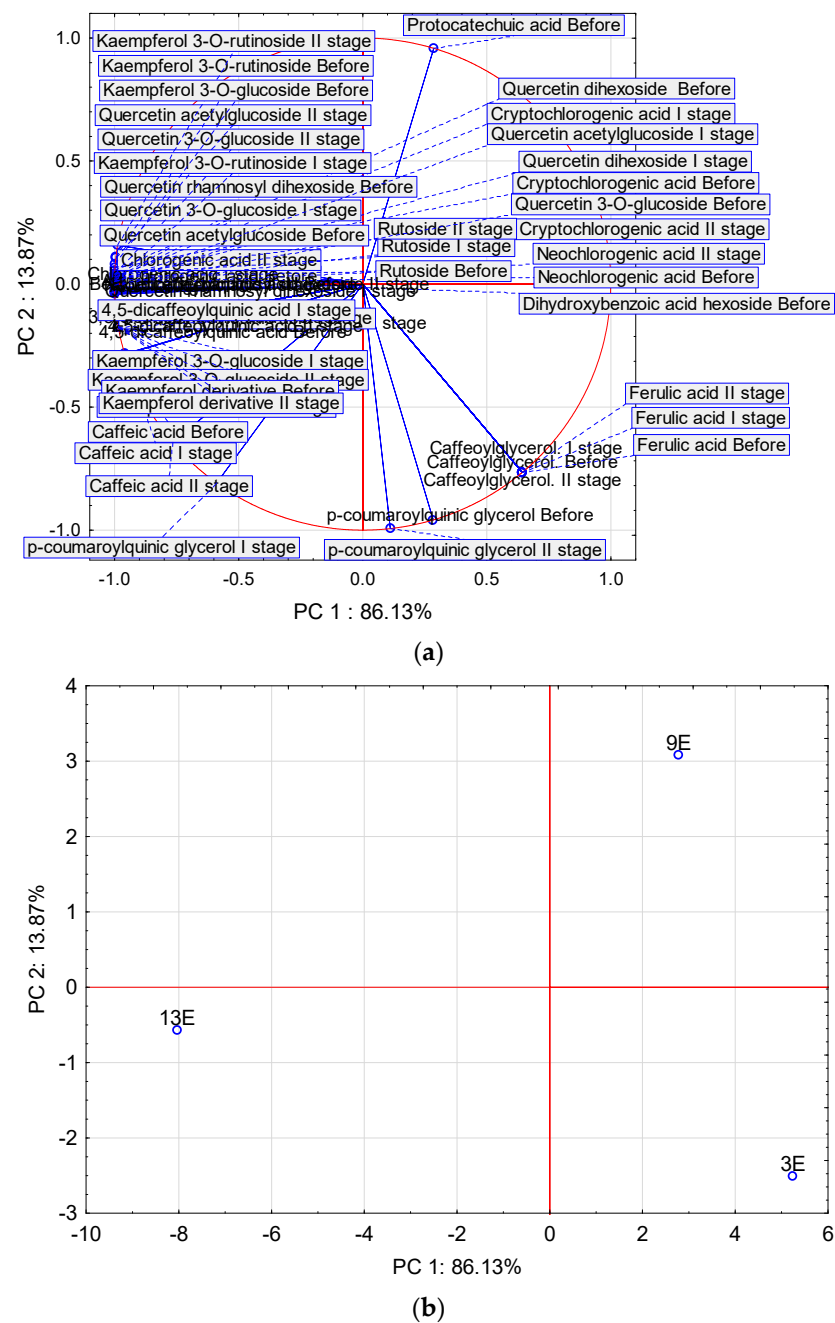 Protocatechuic acid Before
1.0
Kaempferol 3-O-rutinoside II stage
Kaempferol 3-O-rutinoside Before
Kaempferol 3-O-glucoside Before
Quercetin dihexoside Before
Quercetin acetylglucoside II stage
Cryptochlorogenic acid I stage
Quercetin 3-O-glucoside II stage
Quercetin acetylglucoside I stage
0.5
Kaempferol 3-O-rutinoside I stage
Quercetin dihexoside I stage
Quercetin rhamnosyl dihexoside Before
Cryptochlorogenic acid Before
Quercetin 3-O-glucoside I stage
Quercetin 3-O-glucoside Before
Quercetin acetylglucoside Before
Rutoside II stage
Cryptochlorogenic acid II stage
Rutoside I stage
Chlorogenic acid II stage
Neochlorogenic acid II stage
Rutoside Before
Neochlorogenic acid Before
0.0
Dihydroxybenzoic acid hexoside Before
4,5-dicaffeoylquinic acid I stage
4,5-dicaffeoylquinic acid II stage
4,5-dicaffeoylquinic acid Before
Kaempferol 3-O-glucoside I stage
Kaempferol 3-O-glucoside II stage
Kaempferol derivative Before
Kaempferol derivative II stage
-0.5
Ferulic acid II stage
Ferulic acid I stage
Ferulic acid Before
Caffeic acid Before
Caffeic acid I stage
Caffeic acid II stage
Caffeoylglycerol. I stage
Caffeoylglycerol. Before
Caffeoylglycerol. II stage
p-coumaroylquinic glycerol Before
-1.0
p-coumaroylquinic glycerol I stage
p-coumaroylquinic glycerol II stage
-1.0 -0.5 0.0 0.5 1.0
PC 1 : 86.13%
PC 2 : 13.87%
(a)
4
9E
3
2
1
0
13E
-1
-2
3E
-3
-10 -8 -6 -4 -2 0 2 4 6
PC 1: 86.13%
PC 2: 13.87%
(b)